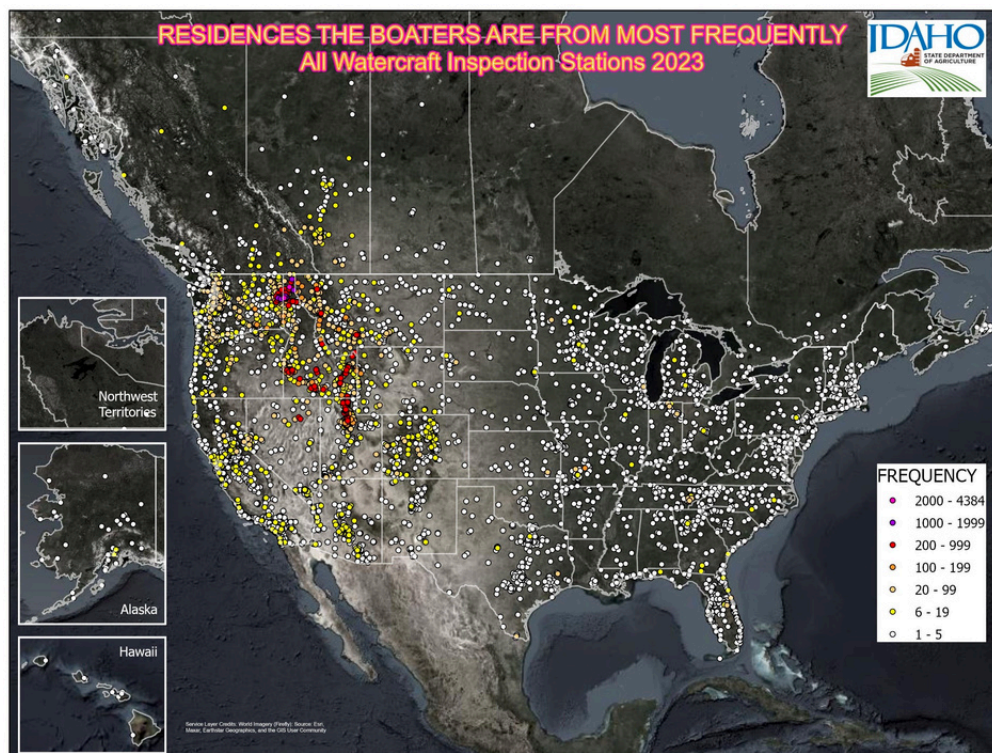 RESIDENCES THE BOATERS ARE FROM MOST FREQUENTLY
All Watercraft Inspection Stations 2023
IDAHO
STATE DEPARTMENT
OF AGRICULTURE
Northwest
Territories
Alaska
Hawaii
FREQUENCY
2000 - 4384
1000 - 1999
200 - 999
100 - 199
20 - 99
6 - 19
1 - 5
Service Layer Credits: World Imagery (Firefly): Source: Esri,
Maxar, Earthstar Geographics, and the GIS User Community